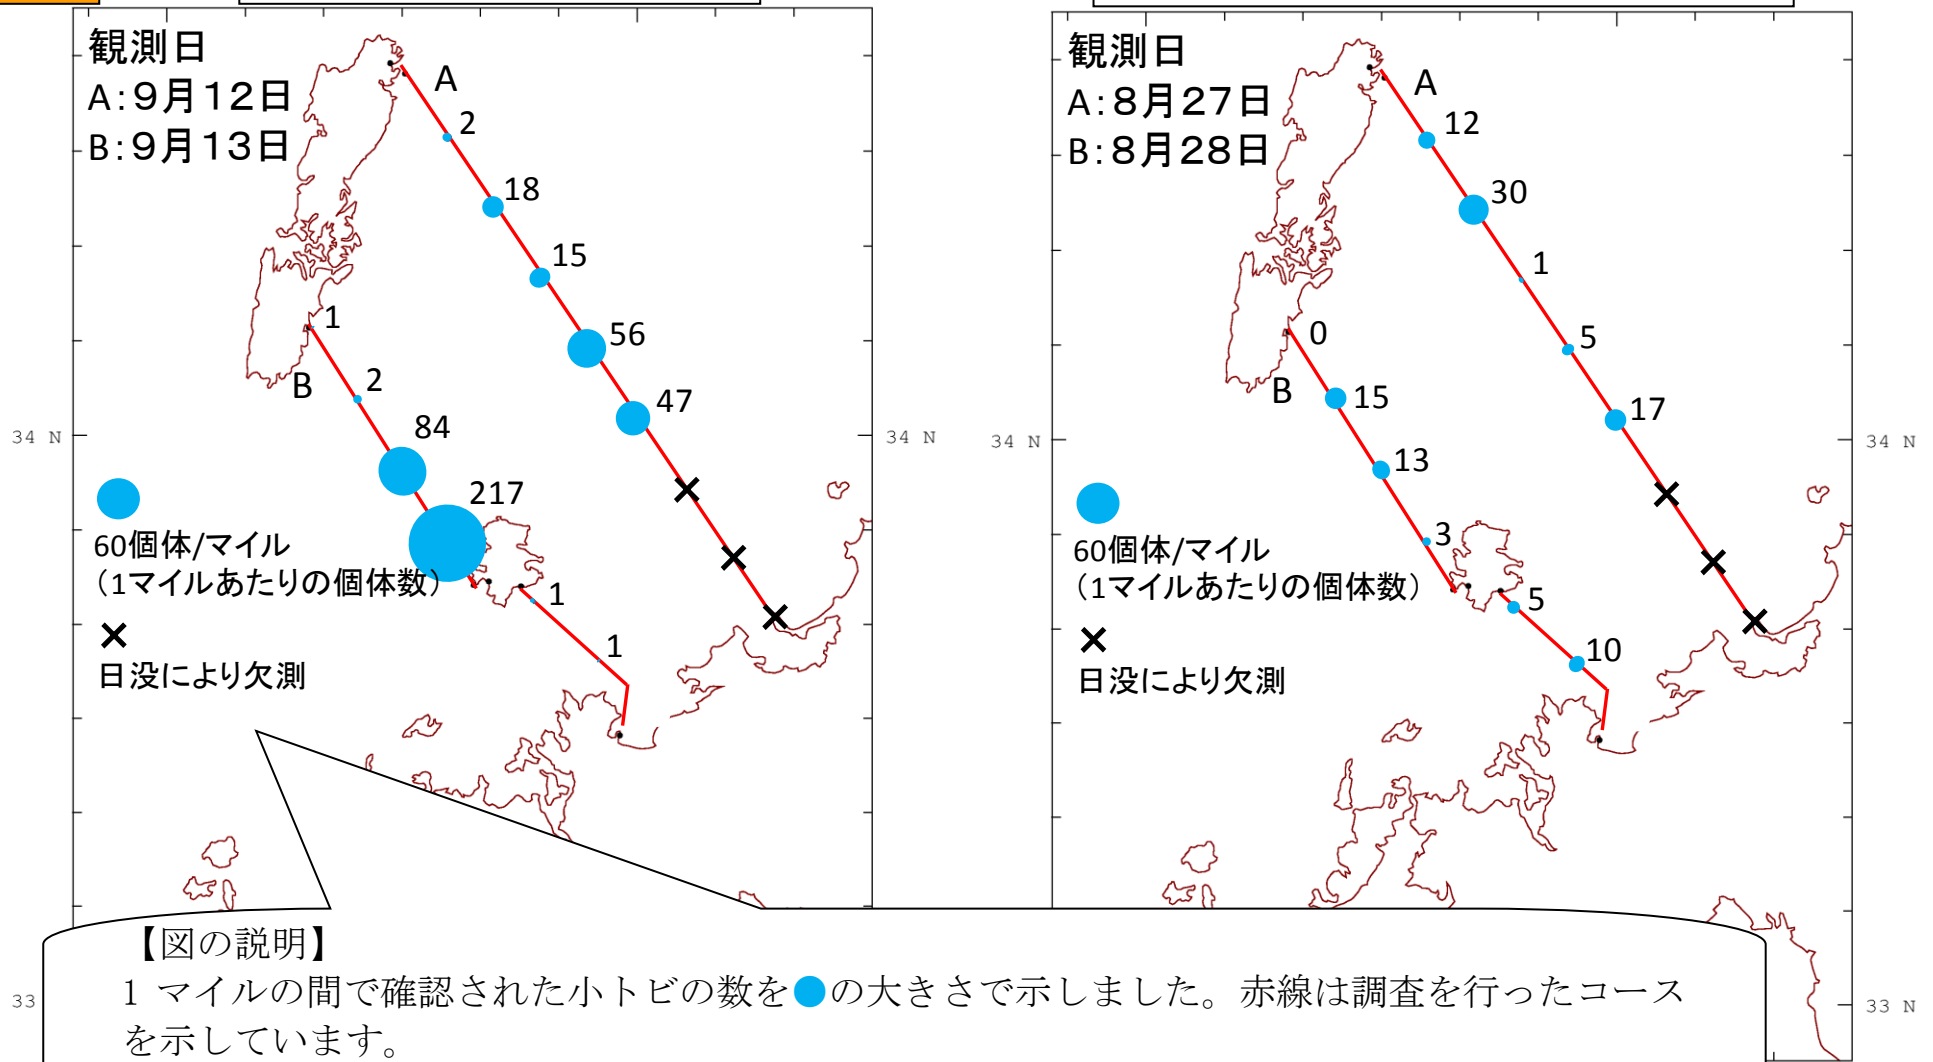 観測日
A:９月１２日
B:９月１３日
A
2
18
15
56
47
1
B
2
84
217
1
1
34 N
34 N
60個体/マイル
(1マイルあたりの個体数)
×
日没により欠測
観測日
A:８月２７日
B:８月２８日
A
12
30
1
5
17
0
B
15
13
3
5
10
34 N
34 N
60個体/マイル
(1マイルあたりの個体数)
×
日没により欠測
33
33 N
【図の説明】
1 マイルの間で確認された小トビの数を●の大きさで示しました。赤線は調査を行ったコース
を示しています。